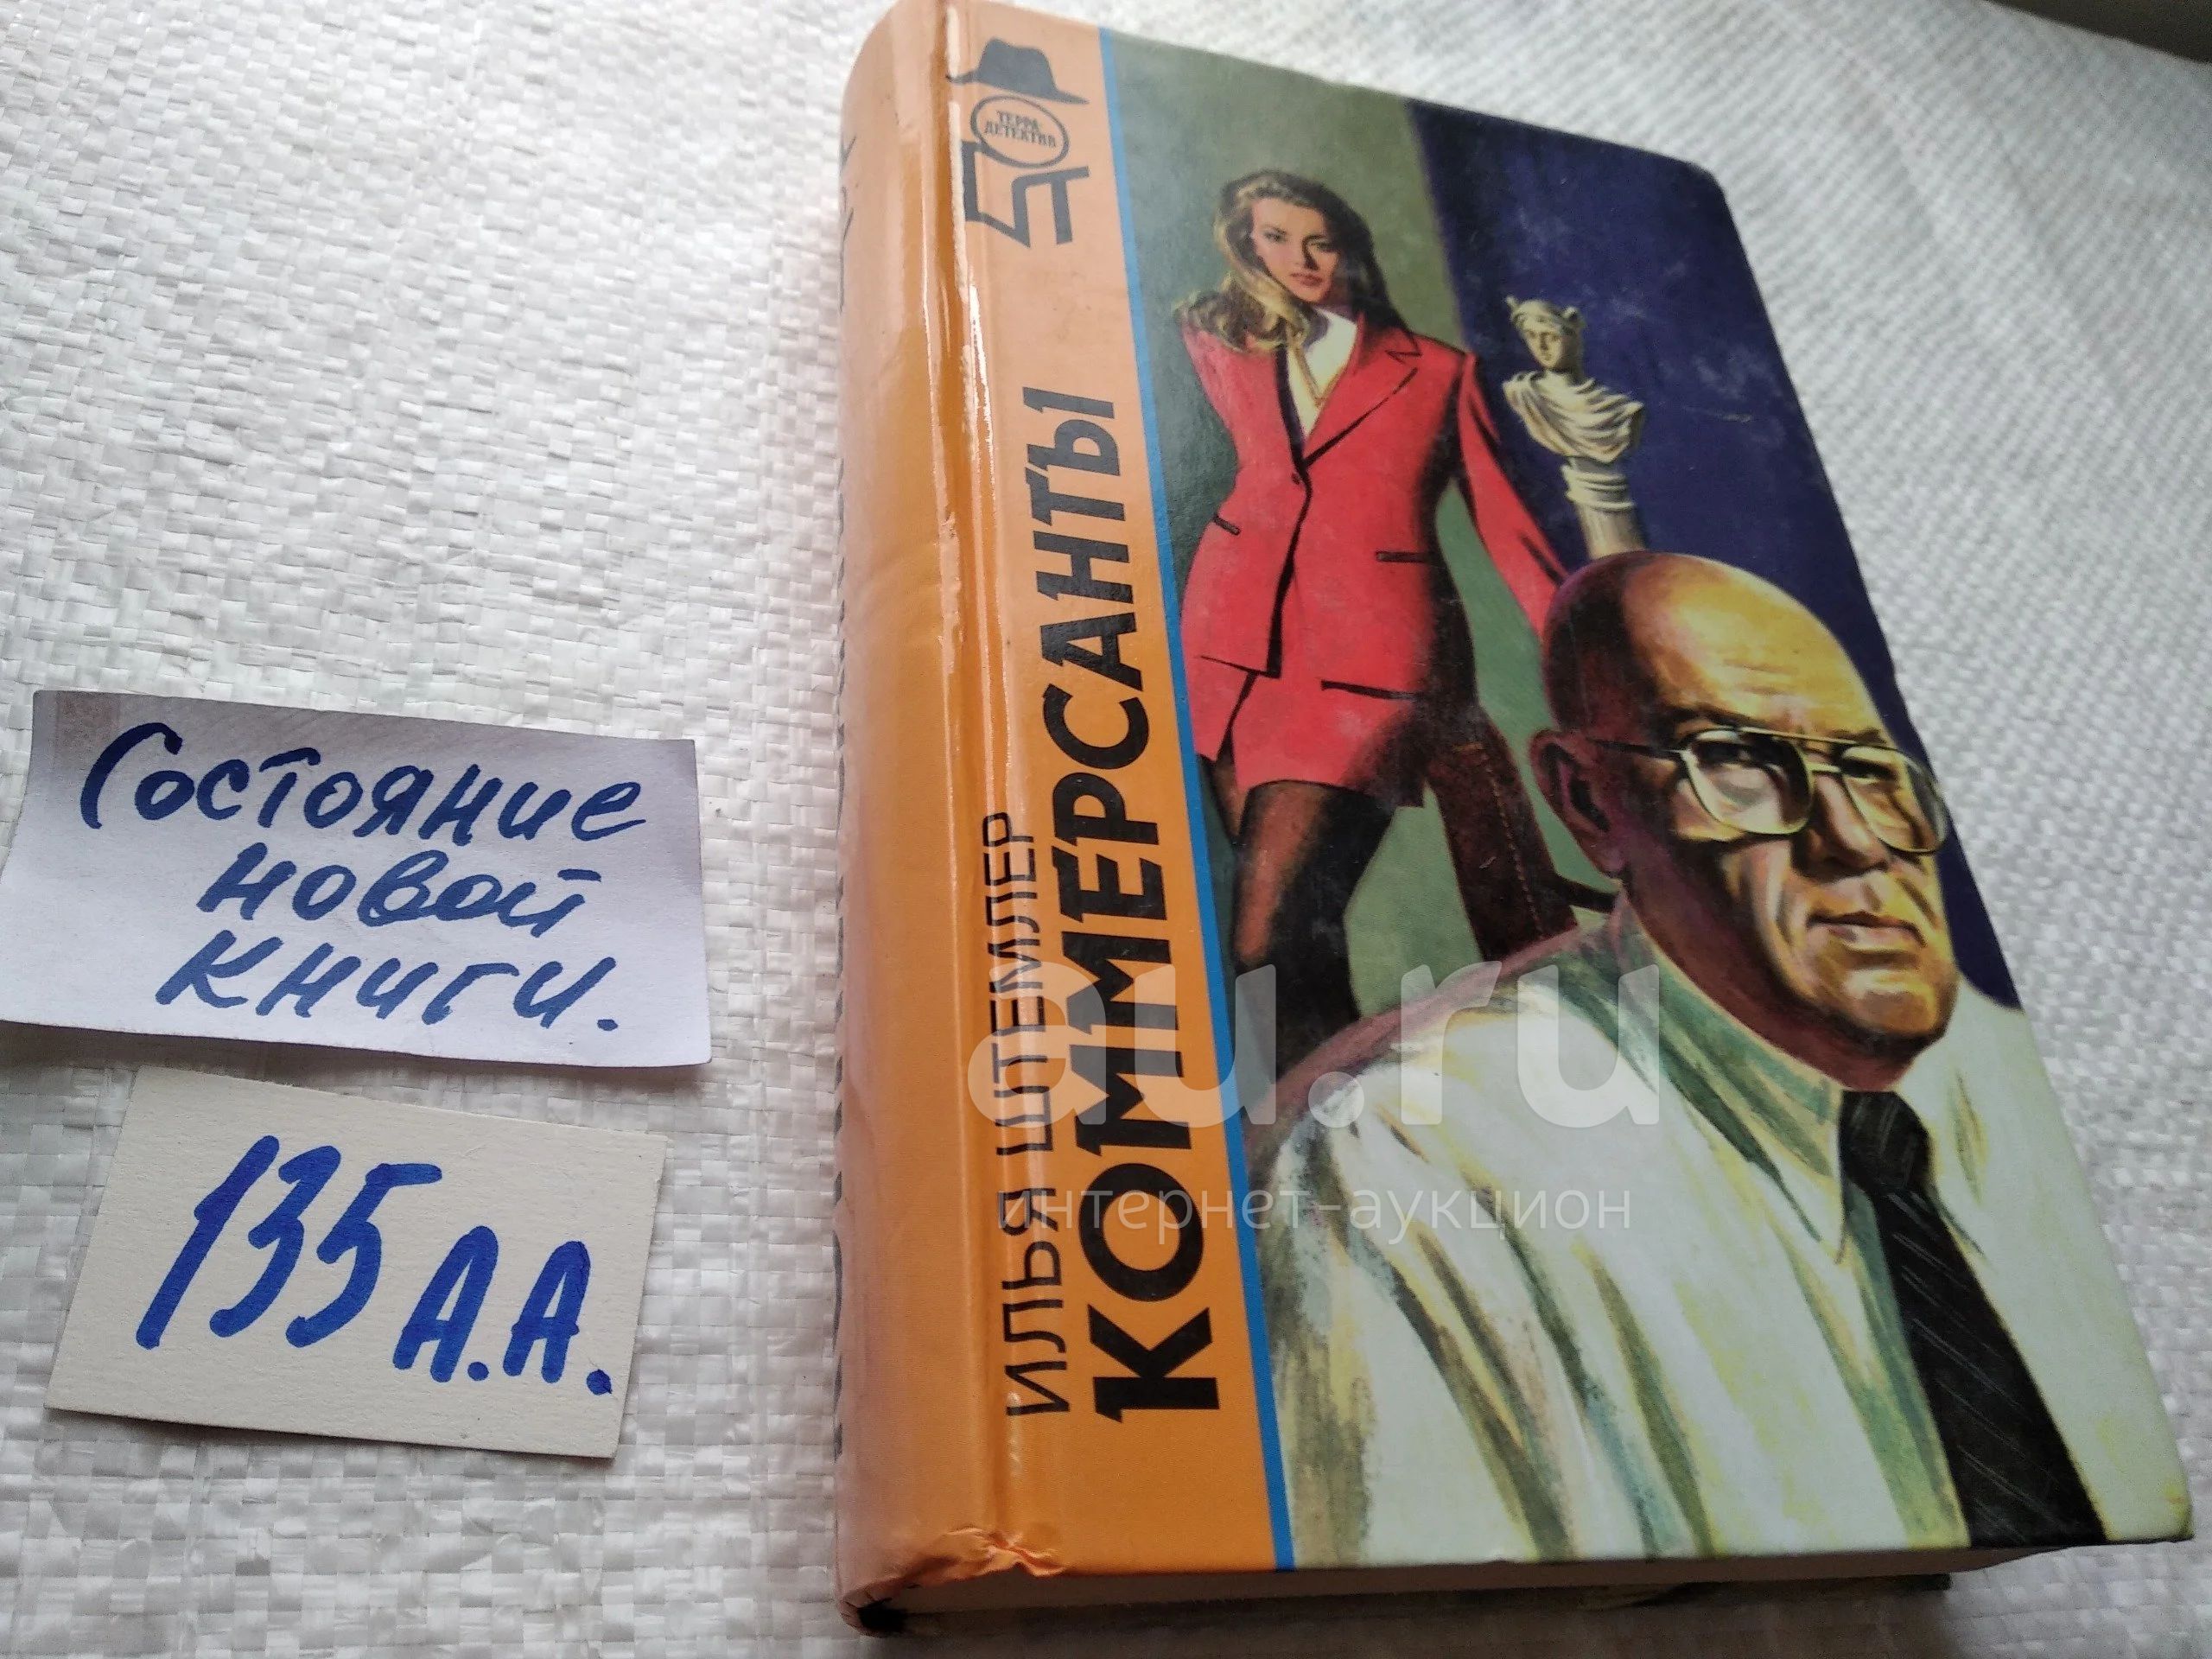 Состояние
новой
книги.
135 А.А.
ТЕРРА-
ДЕТЕКТИВ
ИЛЬЯ ШТЕМЛЕР
КОММЕРСАНТЫ
au.ru
интернет-аукцион